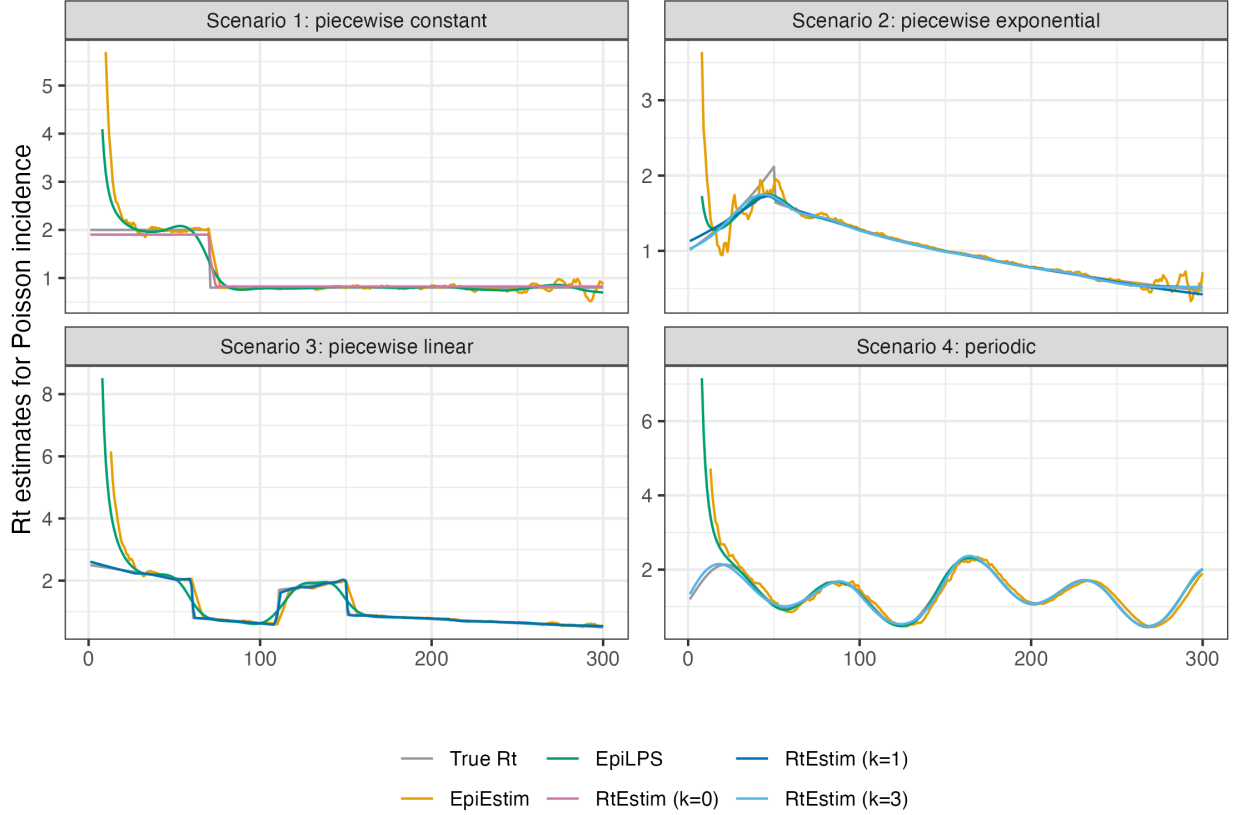 Scenario 1: piecewise constant
Scenario 2: piecewise exponential
Rt estimates for Poisson incidence
5
4
3
2
1
3
2
1
Scenario 3: piecewise linear
Scenario 4: periodic
8
6
4
2
6
4
2
0
100
200
300
0
100
200
300
True Rt
EpiLPS
RtEstim (k=1)
EpiEstim
RtEstim (k=0)
RtEstim (k=3)